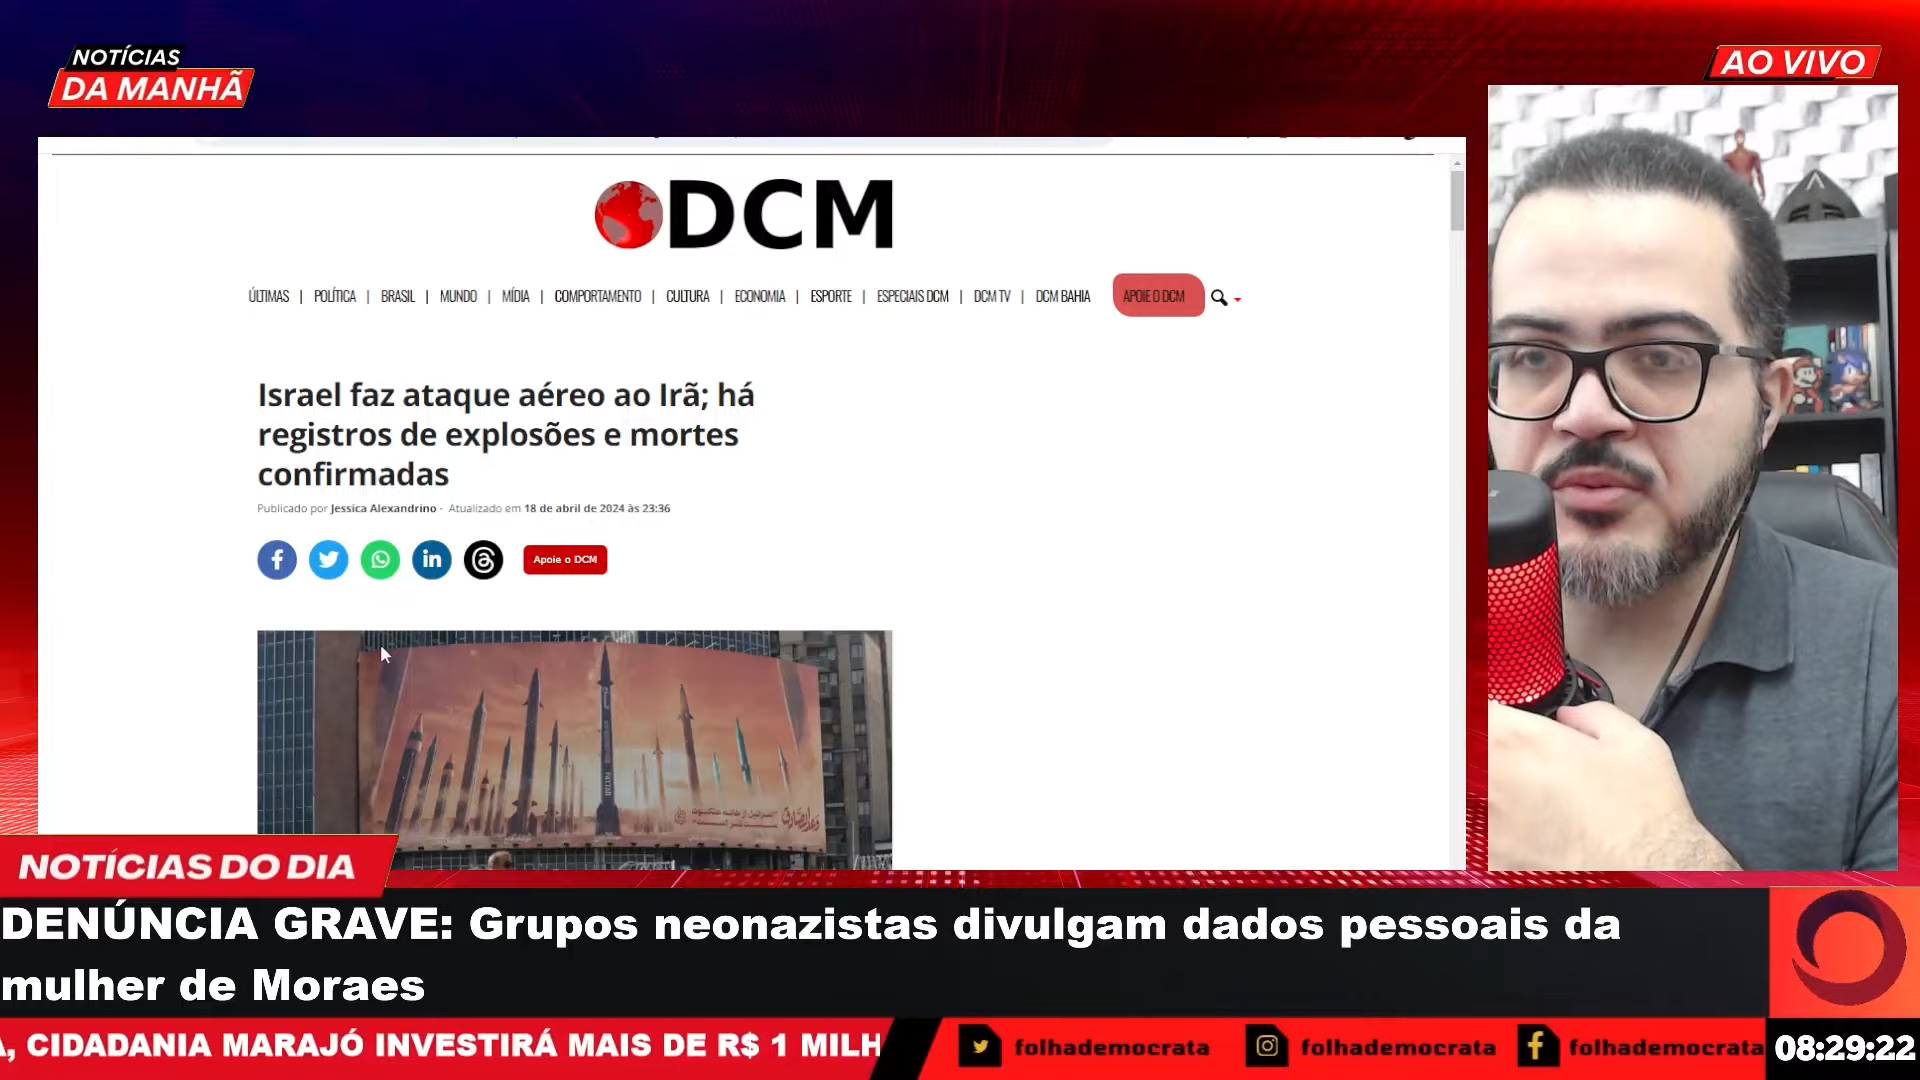 NOTÍCIAS
DA MANHÃ
AO VIVO
DCM
ÚLTIMAS | POLÍTICA | BRASIL | MUNDO | MÍDIA | COMPORTAMENTO | CULTURA | ECONOMIA | ESPORTE | ESPECIAIS DCM | DCM TV | DCM BAHIA APOIE O DCM
Israel faz ataque aéreo ao Irã; há
registros de explosões e mortes
confirmadas
Publicado por Jessica Alexandrino - Atualizado em 18 de abril de 2024 às 23:36
Apoie o DCM
NOTÍCIAS DO DIA
DENÚNCIA GRAVE: Grupos neonazistas divulgam dados pessoais da
mulher de Moraes
, CIDADANIA MARAJÓ INVESTIRÁ MAIS DE R$ 1 MILH
folhademocrata folhademocrata folhademocrata 08:29:22